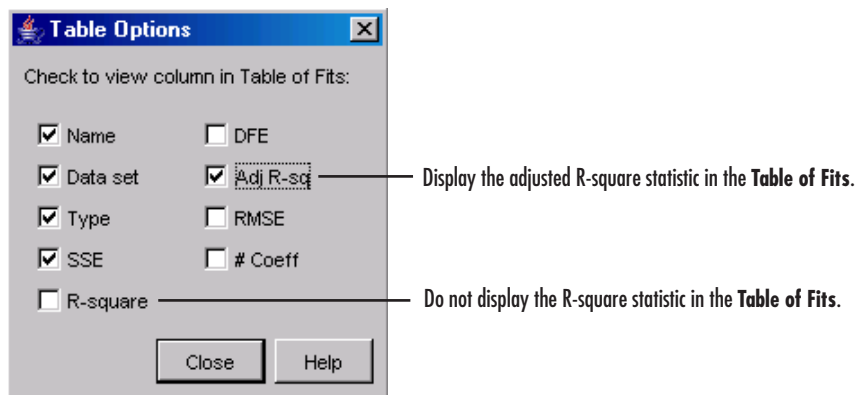 Table Options
Check to view column in Table of Fits:
Name
DFE
Data set
Adj R-sq
Display the adjusted R-square statistic in the Table of Fits.
Type
RMSE
SSE
# Coeff
R-square
Do not display the R-square statistic in the Table of Fits.
Close
Help